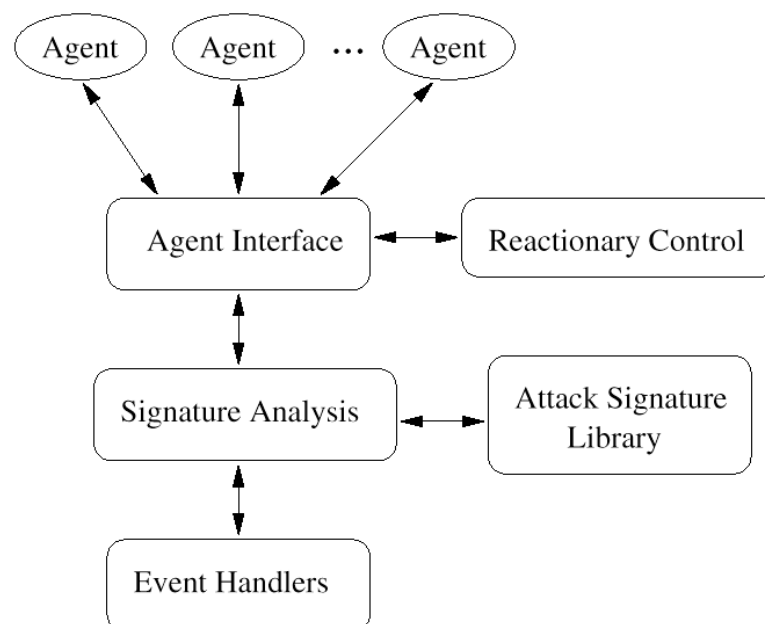 Agent Agent ... Agent
Agent Interface
Reactionary Control
Signature Analysis
Attack Signature
Library
Event Handlers